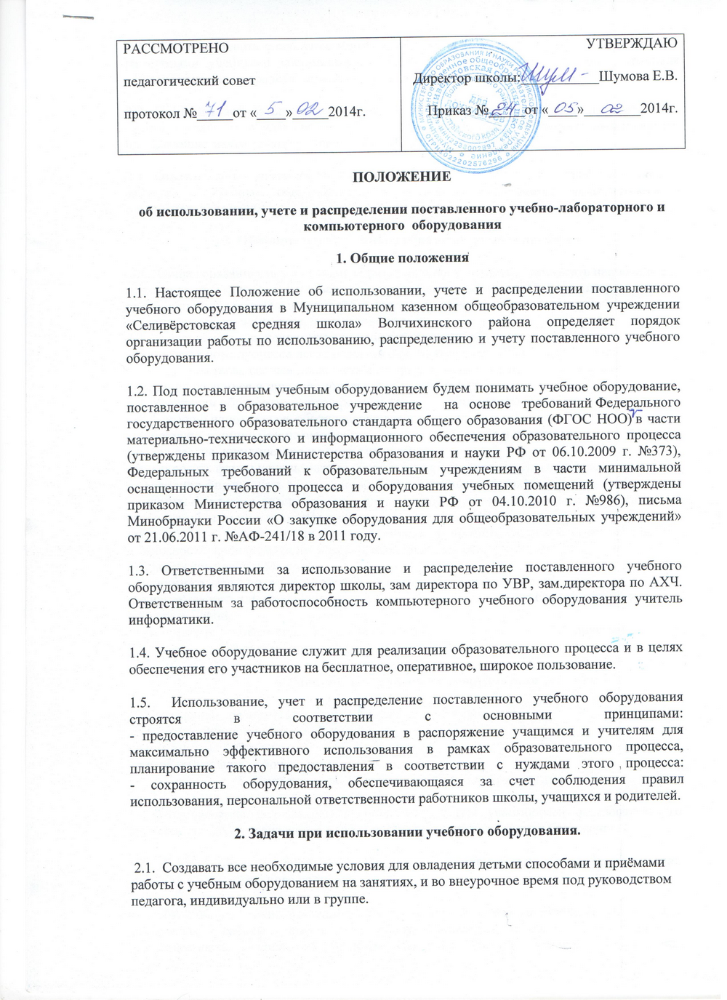 РАССМОТРЕНО
педагогический совет
протокол № 71 от « 5 » 02 2014г.
УТВЕРЖДАЮ
Директор школы: Шумова Е.В.
Приказ № 24 от « 05 » 02 2014г.
ПОЛОЖЕНИЕ
об использовании, учете и распределении поставленного учебно-лабораторного и
компьютерного оборудования
1. Общие положения
1.1. Настоящее Положение об использовании, учете и распределении поставленного
учебного оборудования в Муниципальном казенном общеобразовательном учреждении
«Селивёрстовская средняя школа» Волчихинского района определяет порядок
организации работы по использованию, распределению и учету поставленного учебного
оборудования.
1.2. Под поставленным учебным оборудованием будем понимать учебное оборудование,
поставленное в образовательное учреждение на основе требований Федерального
государственного образовательного стандарта общего образования (ФГОС НОО) в части
материально-технического и информационного обеспечения образовательного процесса
(утверждены приказом Министерства образования и науки РФ от 06.10.2009 г. №373),
Федеральных требований к образовательным учреждениям в части минимальной
оснащенности учебного процесса и оборудования учебных помещений (утверждены
приказом Министерства образования и науки РФ от 04.10.2010 г. №986), письма
Минобрнауки России «О закупке оборудования для общеобразовательных учреждений»
от 21.06.2011 г. №АФ-241/18 в 2011 году.
1.3. Ответственными за использование и распределение поставленного учебного
оборудования являются директор школы, зам директора по УВР, зам.директора по АХЧ.
Ответственным за работоспособность компьютерного учебного оборудования учитель
информатики.
1.4. Учебное оборудование служит для реализации образовательного процесса и в целях
обеспечения его участников на бесплатное, оперативное, широкое пользование.
1.5. Использование, учет и распределение поставленного учебного оборудования
строятся в соответствии с основными принципами:
- предоставление учебного оборудования в распоряжение учащимся и учителям для
максимально эффективного использования в рамках образовательного процесса,
планирование такого предоставления в соответствии с нуждами этого процесса:
- сохранность оборудования, обеспечивающаяся за счет соблюдения правил
использования, персональной ответственности работников школы, учащихся и родителей.
2. Задачи при использовании учебного оборудования.
2.1. Создавать все необходимые условия для овладения детьми способами и приёмами
работы с учебным оборудованием на занятиях, и во внеурочное время под руководством
педагога, индивидуально или в группе.